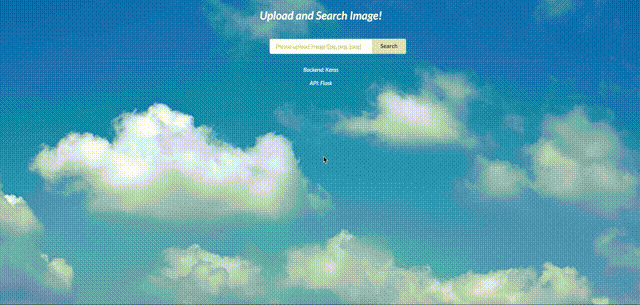 Upload and Search Image!
Please upload image (jpg, png, jpeg) Search
Backend: Keras
API: Flask